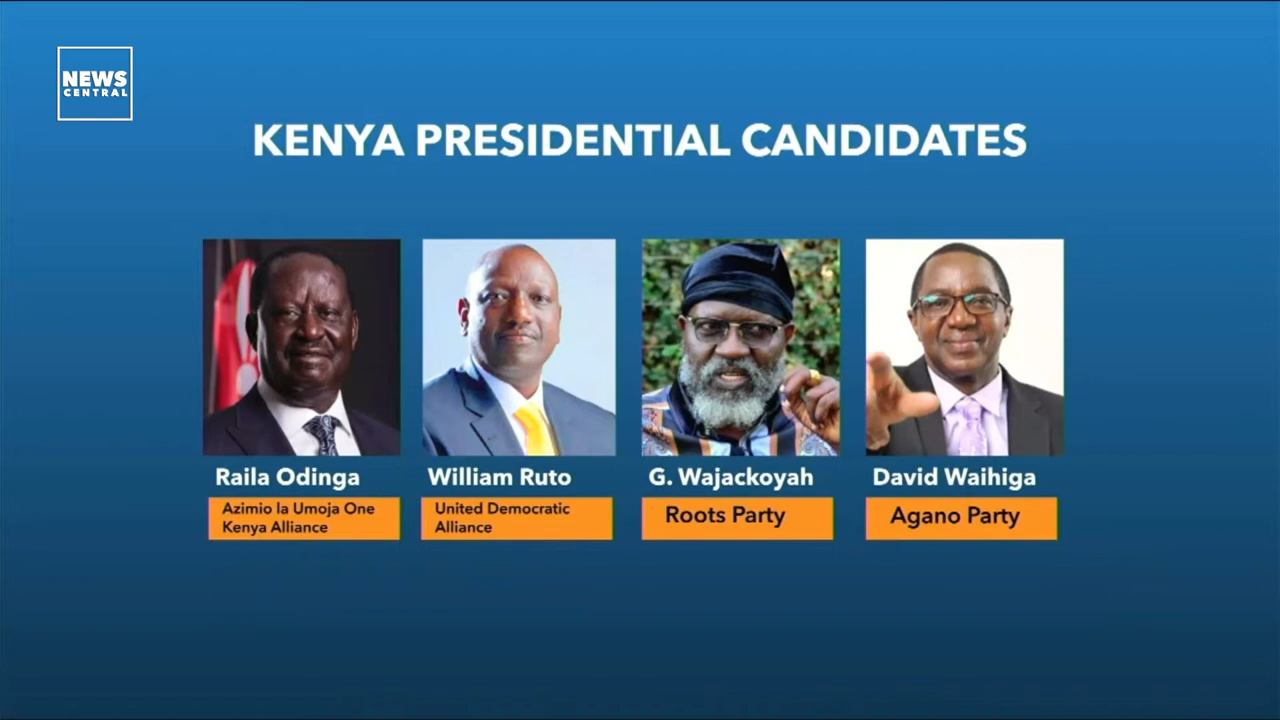 NEWS
CENTRAL
KENYA PRESIDENTIAL CANDIDATES
Raila Odinga
Azimio la Umoja One
Kenya Alliance
William Ruto
United Democratic
Alliance
G. Wajackoyah
Roots Party
David Waihiga
Agano Party